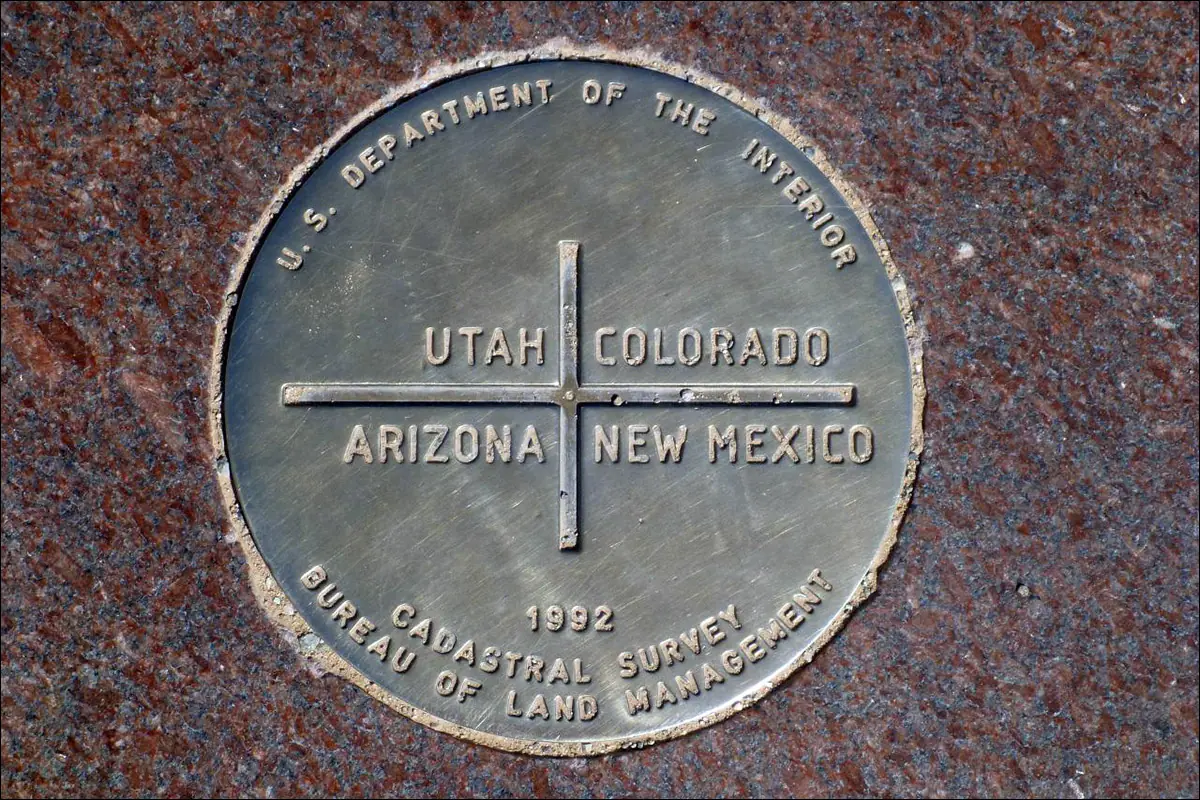 U. S. DEPARTMENT OF THE INTERIOR
UTAH COLORADO
ARIZONA NEW MEXICO
1992
CADASTRAL SURVEY
BUREAU OF LAND MANAGEMENT